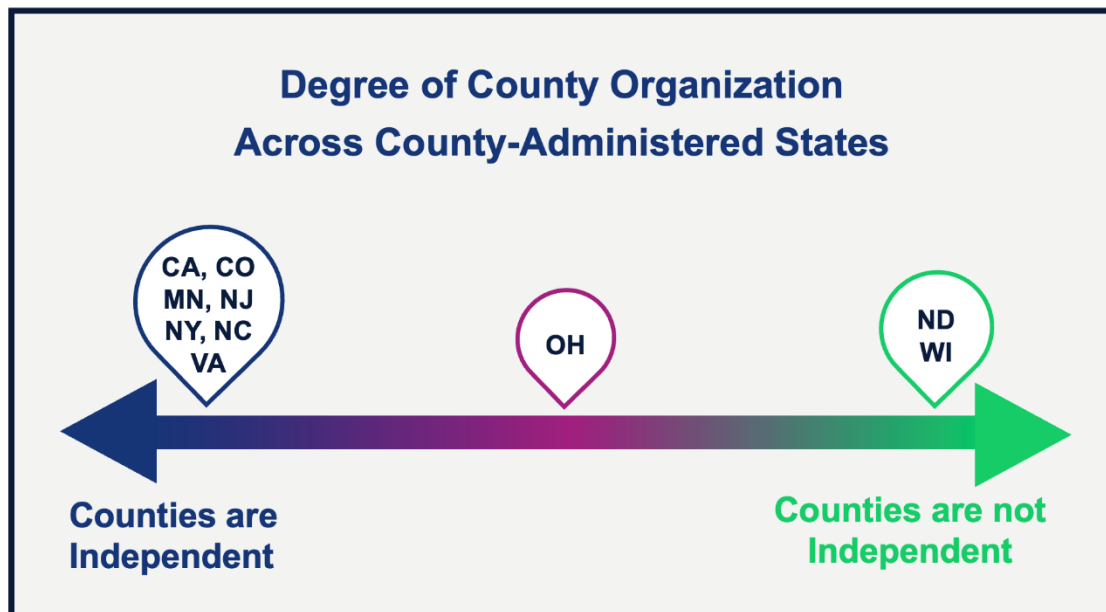 Degree of County Organization
Across County-Administered States
CA, CO
MN, NJ
NY, NC
VA
OH
ND
WI
Counties are
Independent
Counties are not
Independent